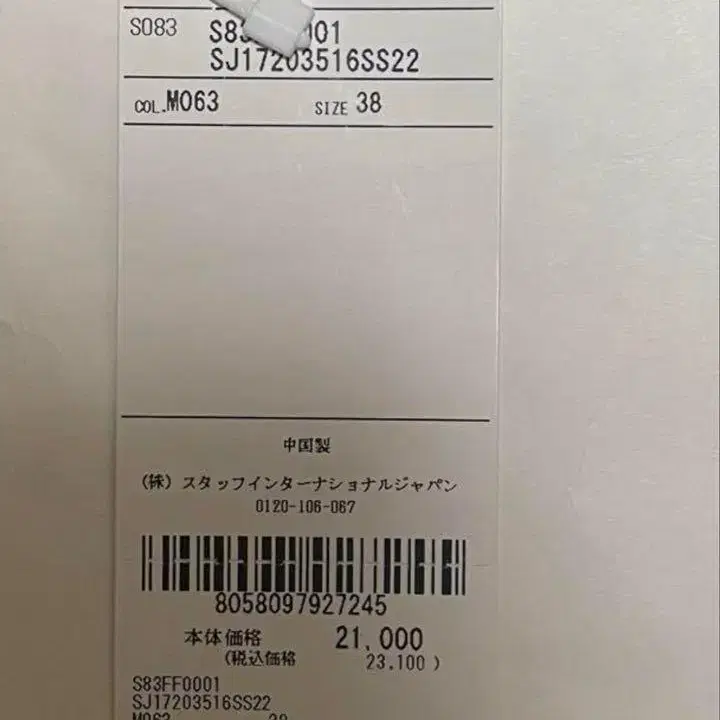 S083
SJ17203516SS22
COL.M063 SIZE 38
中国製
(株) スタッフインターナショナルジャパン
0120-106-067
8058097927245
本体価格 21,000
(税込価格 23,100 )
S83FF0001
SJ17203516SS22
M063 38